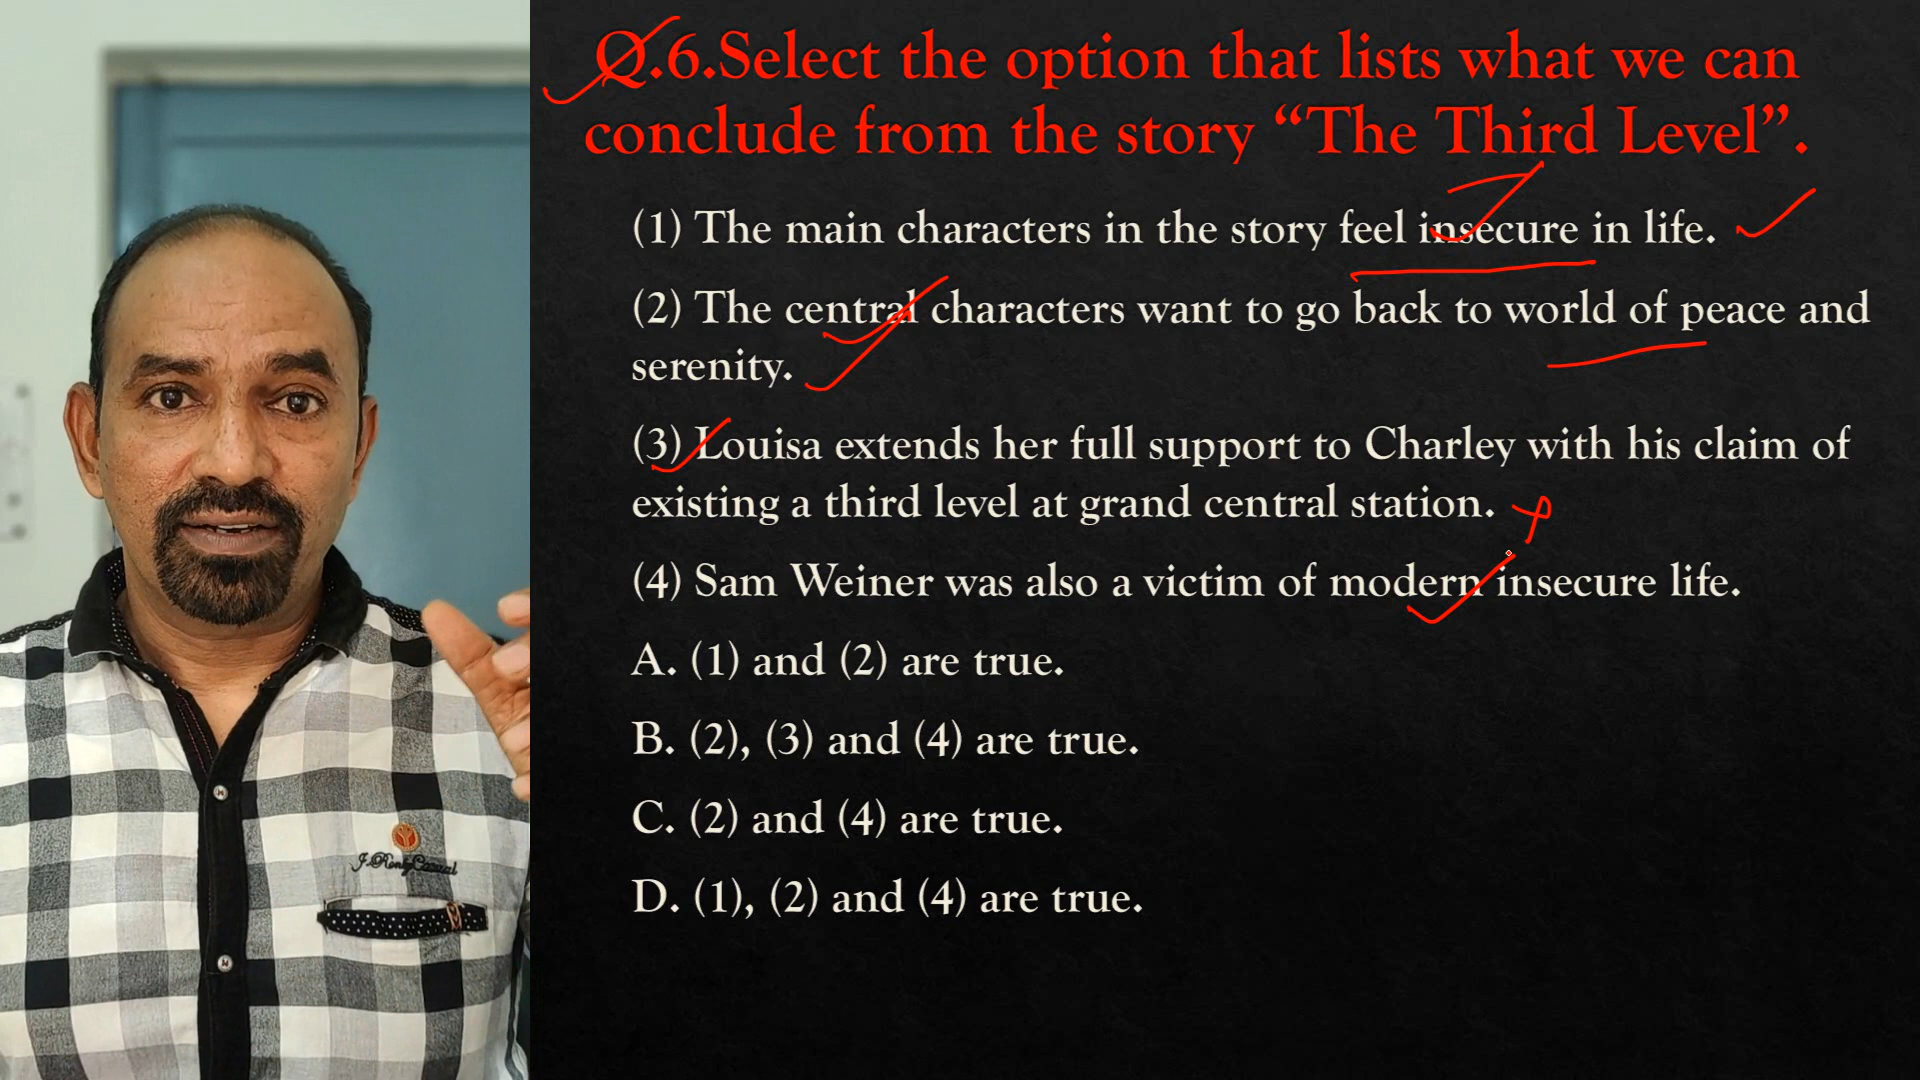 Q.6.Select the option that lists what we can
conclude from the story “The Third Level”.
(1) The main characters in the story feel insecure in life.
(2) The central characters want to go back to world of peace and
serenity.
(3) Louisa extends her full support to Charley with his claim of
existing a third level at grand central station.
(4) Sam Weiner was also a victim of modern insecure life.
A. (1) and (2) are true.
B. (2), (3) and (4) are true.
C. (2) and (4) are true.
D. (1), (2) and (4) are true.